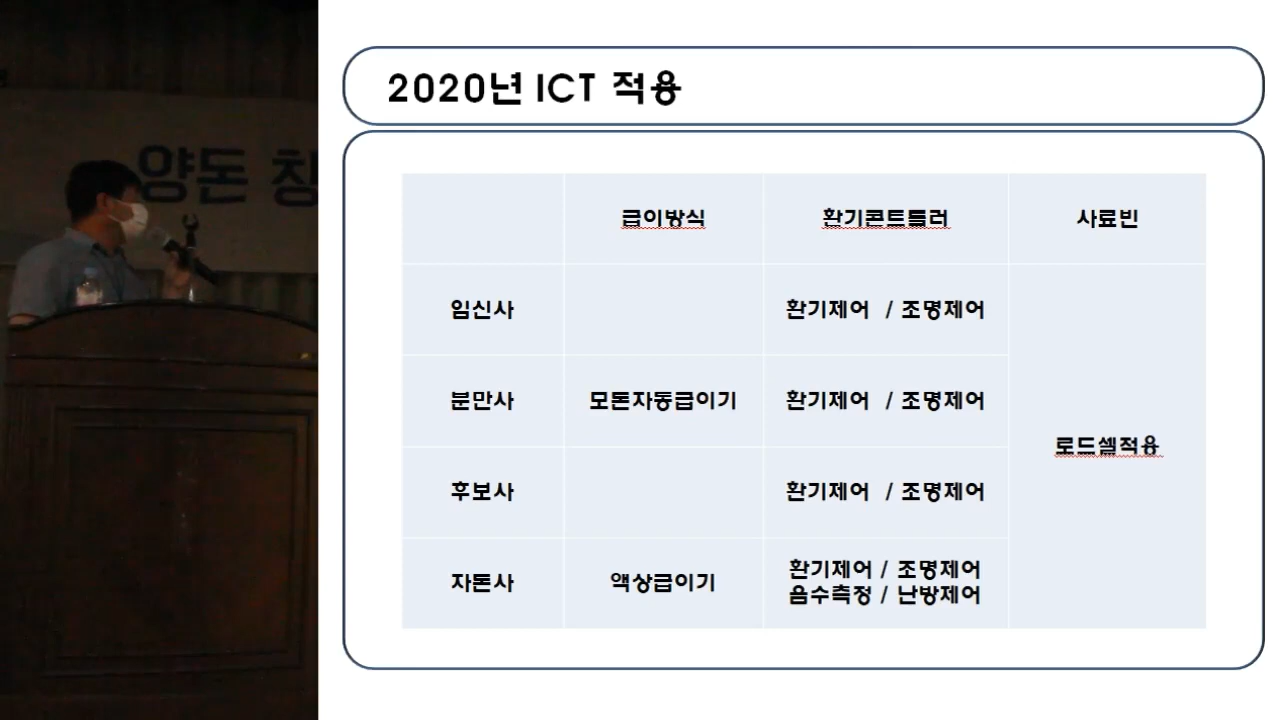 양돈 창
2020년 ICT 적용
급이방식 환기콘트롤러 사료빈
임신사 환기제어 / 조명제어
분만사 모돈자동급이기 환기제어 / 조명제어
로드셀적용
후보사 환기제어 / 조명제어
자돈사 액상급이기 환기제어 / 조명제어
음수측정 / 난방제어